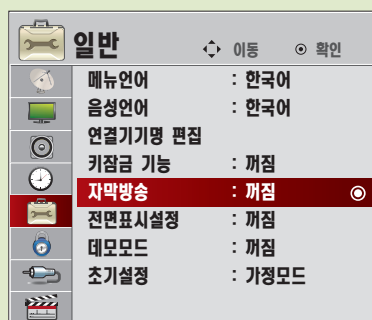 일반 이동 확인
메뉴언어 : 한국어
음성언어 : 한국어
연결기기명 편집
키잠금 기능 : 꺼짐
자막방송 : 꺼짐
전면표시설정 : 꺼짐
데모모드 : 꺼짐
초기설정 : 가정모드